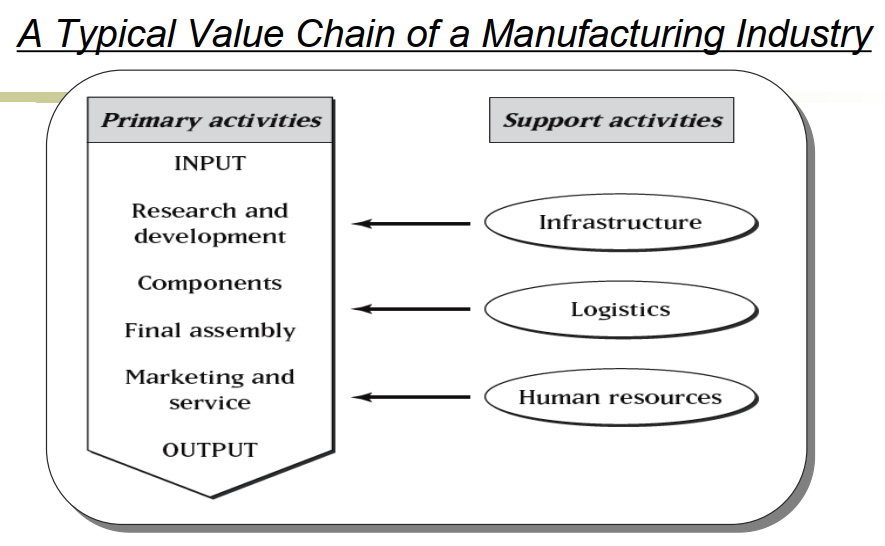 A Typical Value Chain of a Manufacturing Industry
Primary activities
INPUT
Research and
development
Components
Final assembly
Marketing and
service
OUTPUT
Support activities
Infrastructure
Logistics
Human resources